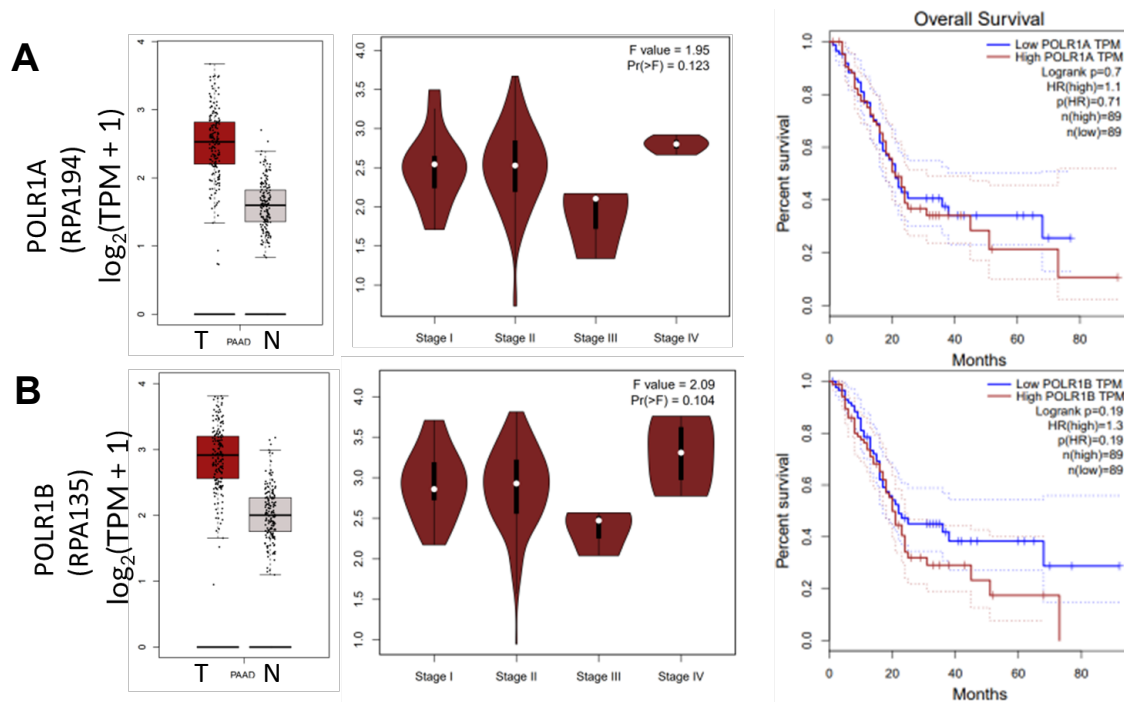 A
POLR1A
(RPA194)
log2(TPM + 1)
4
3
2
1
0
T PAAD N
F value = 1.95
Pr(>F) = 0.123
4.0
3.5
3.0
2.5
2.0
1.5
1.0
Stage I Stage II Stage III Stage IV
Overall Survival
Low POLR1A TPM
High POLR1A TPM
Logrank p=0.7
HR(high)=1.1
p(HR)=0.71
n(high)=89
n(low)=89
Percent survival
1.0
0.8
0.6
0.4
0.2
0.0
0 20 40 60 80
Months
B
POLR1B
(RPA135)
log2(TPM + 1)
4
3
2
1
0
T PAAD N
F value = 2.09
Pr(>F) = 0.104
4.0
3.5
3.0
2.5
2.0
1.5
1.0
Stage I Stage II Stage III Stage IV
Low POLR1B TPM
High POLR1B TPM
Logrank p=0.19
HR(high)=1.3
p(HR)=0.19
n(high)=89
n(low)=89
Percent survival
1.0
0.8
0.6
0.4
0.2
0.0
0 20 40 60 80
Months